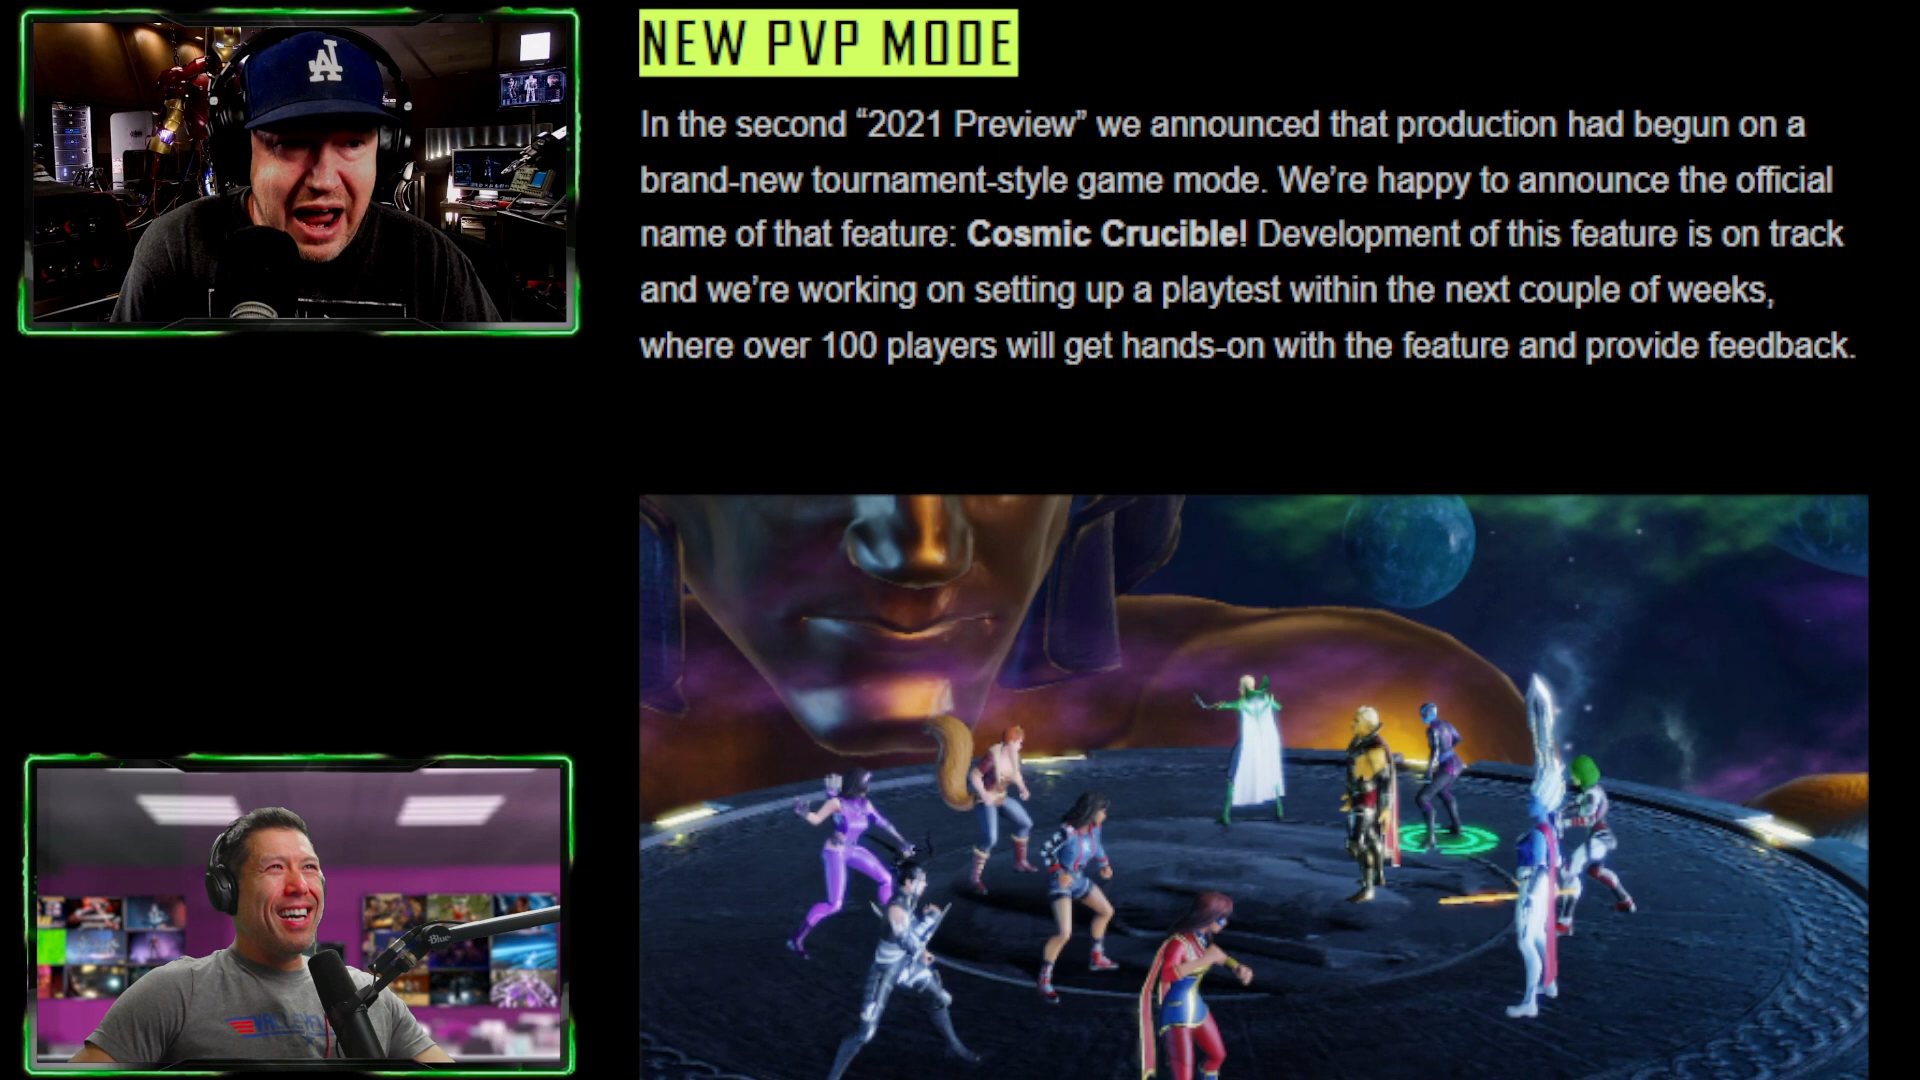 NEW PVP MODE
In the second “2021 Preview” we announced that production had begun on a
brand-new tournament-style game mode. We’re happy to announce the official
name of that feature: Cosmic Crucible! Development of this feature is on track
and we’re working on setting up a playtest within the next couple of weeks,
where over 100 players will get hands-on with the feature and provide feedback.
LA
Blue